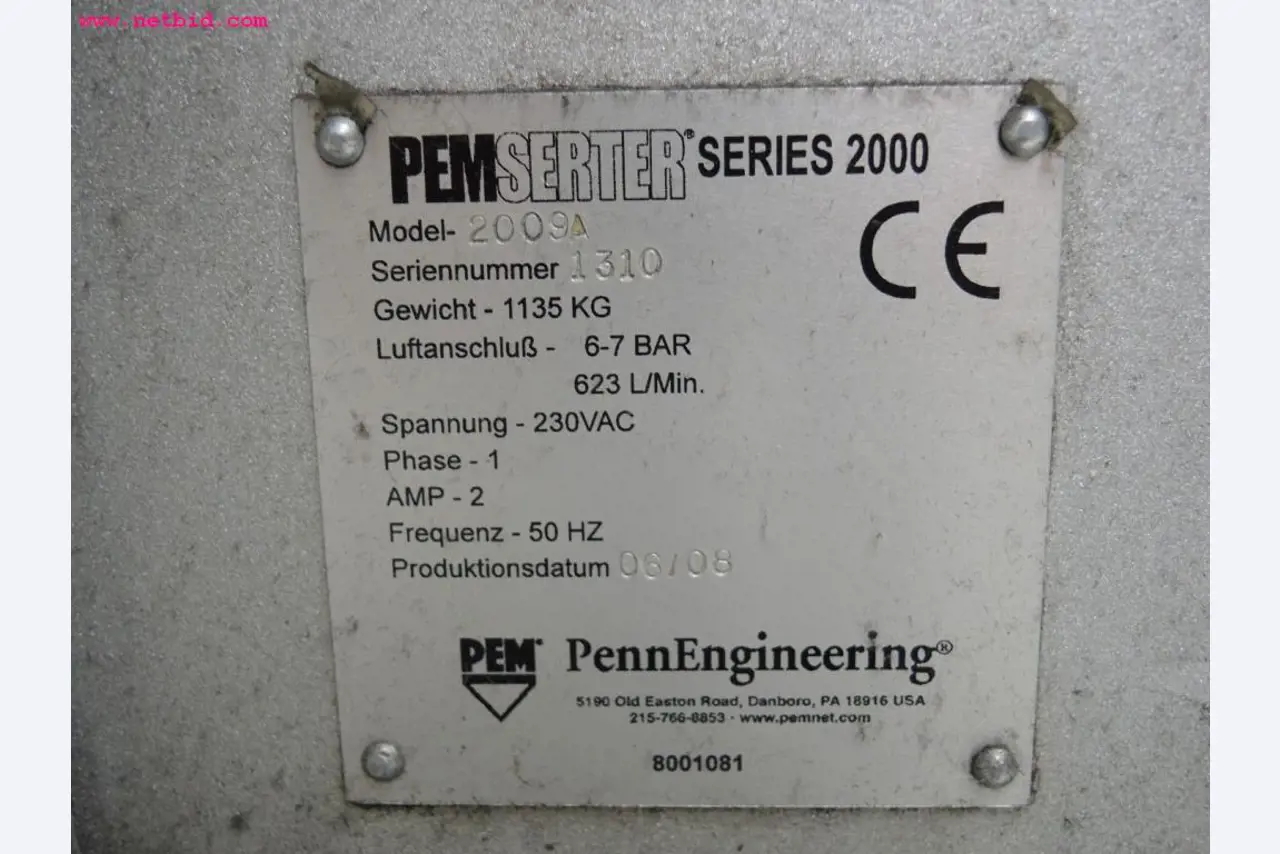 www.netbid.com
PEMSERTER® SERIES 2000
CE
Model- 2009A
Seriennummer 1310
Gewicht - 1135 KG
Luftanschluß - 6-7 BAR
623 L/Min.
Spannung - 230VAC
Phase - 1
AMP - 2
Frequenz - 50 HZ
Produktionsdatum 06/08
PEM® PennEngineering®
5190 Old Easton Road, Danboro, PA 18916 USA
215-766-8853 · www.pemnet.com
8001081